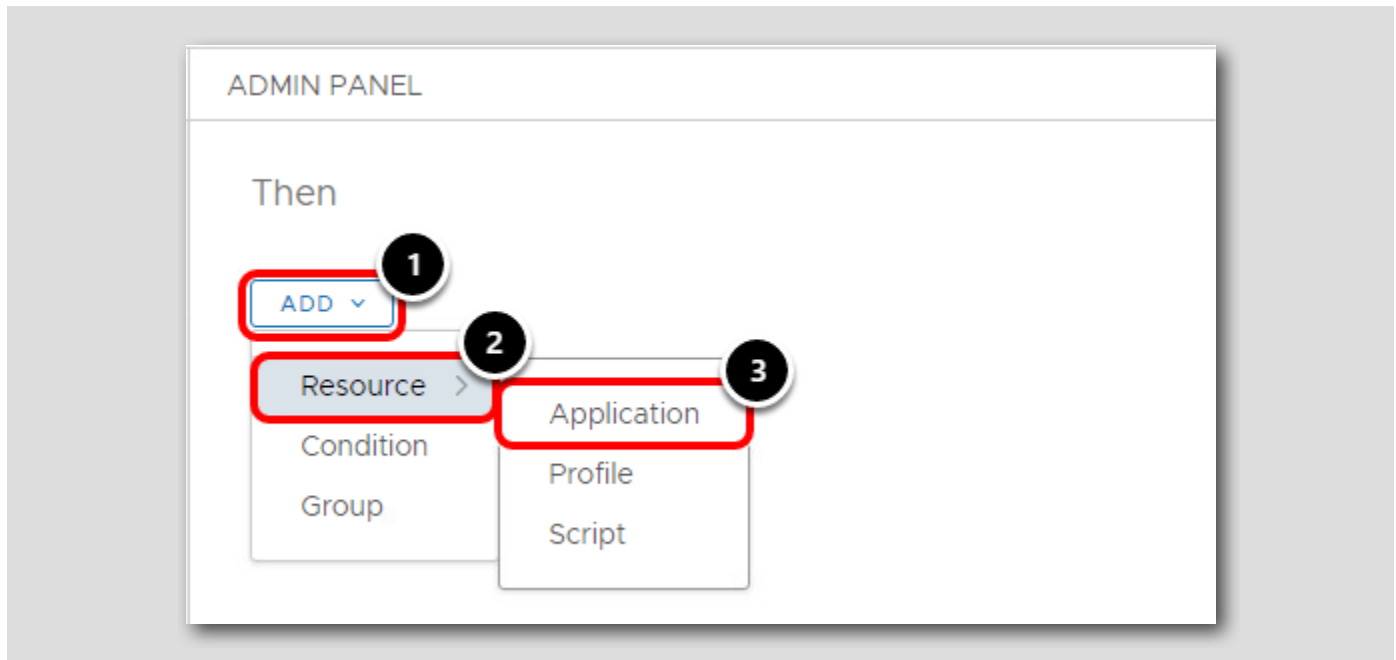 ADMIN PANEL
Then
1
ADD
2
Resource
3
Application
Condition
Profile
Group
Script